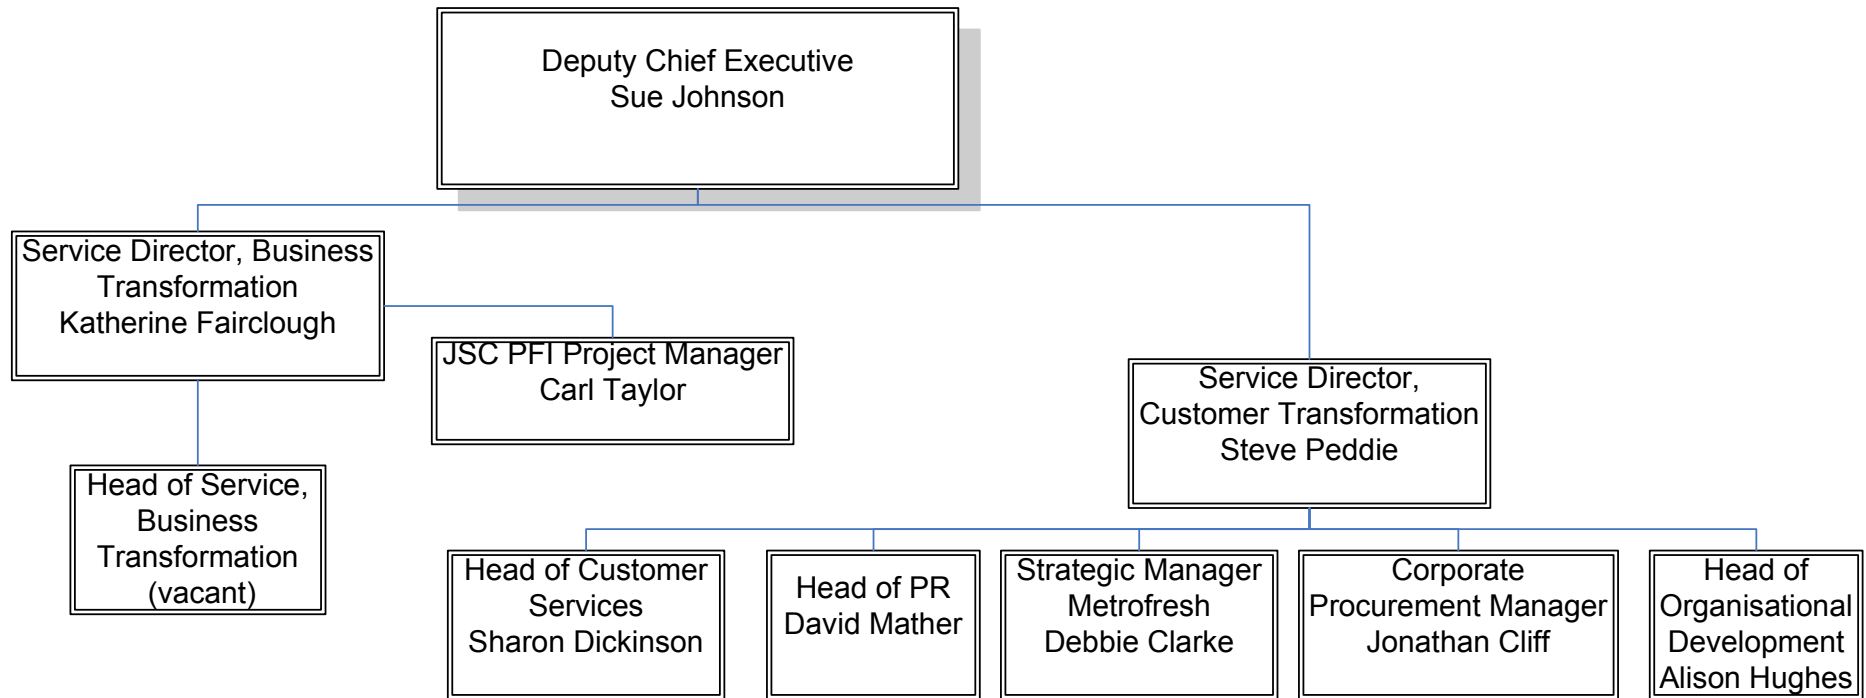 Deputy Chief Executive
Sue Johnson
Service Director, Business
Transformation
Katherine Fairclough
JSC PFI Project Manager
Carl Taylor
Service Director,
Customer Transformation
Steve Peddie
Head of Service,
Business
Transformation
(vacant)
Head of Customer
Services
Sharon Dickinson
Head of PR
David Mather
Strategic Manager
Metrofresh
Debbie Clarke
Corporate
Procurement Manager
Jonathan Cliff
Head of
Organisational
Development
Alison Hughes